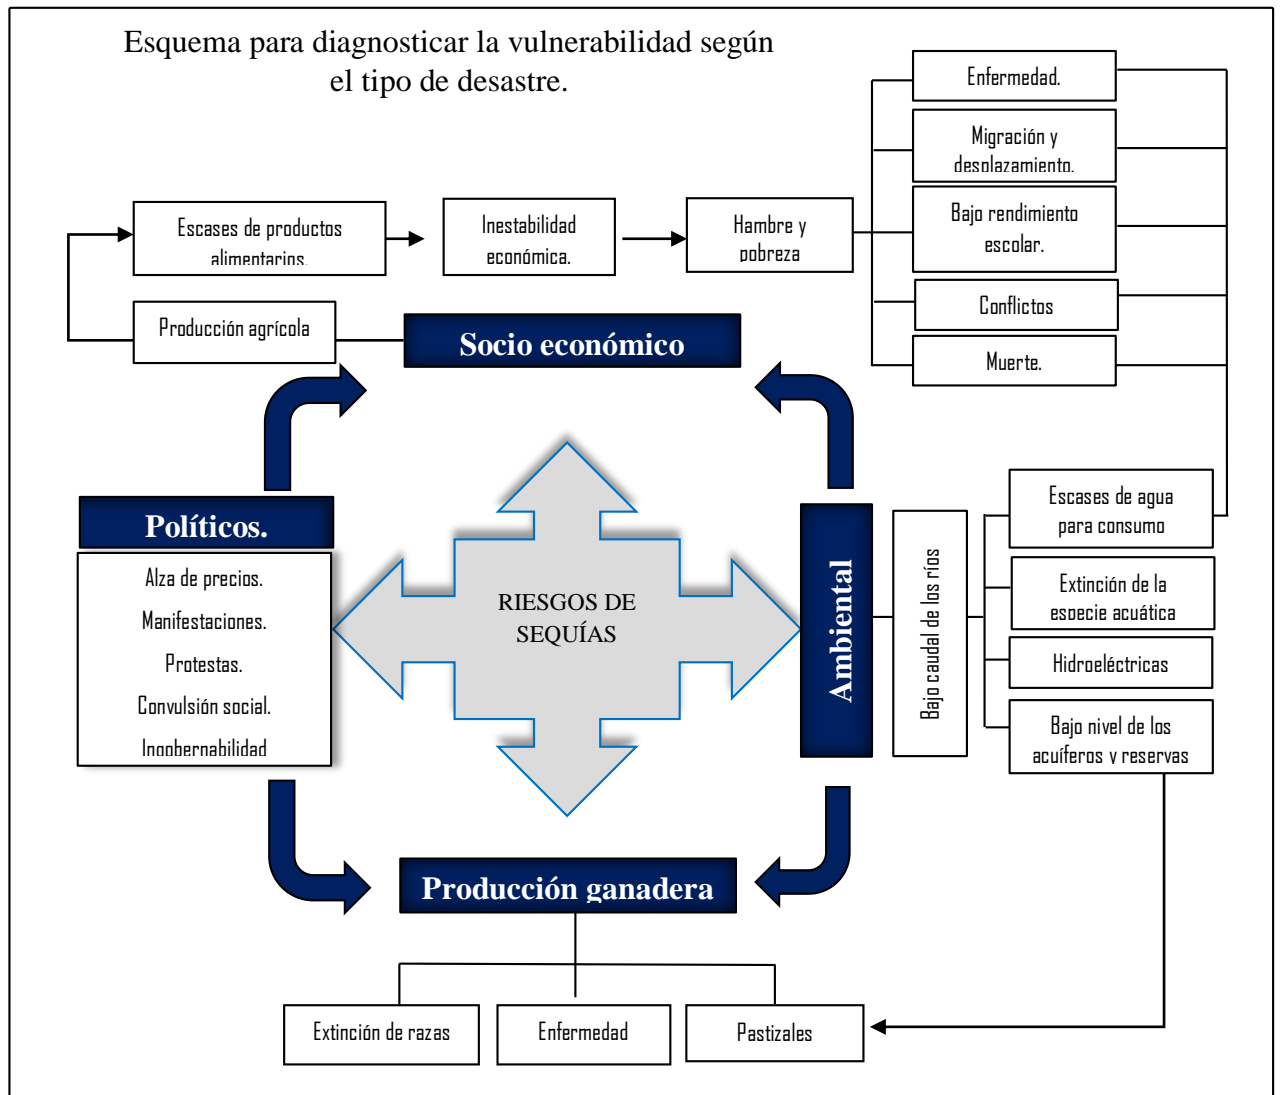 Esquema para diagnosticar la vulnerabilidad según
el tipo de desastre.
Enfermedad.
Migración y
desplazamiento.
Bajo rendimiento
escolar.
Conflictos
Muerte.
Escases de productos
alimentarios.
Inestabilidad
económica.
Hambre y
pobreza
Producción agrícola
Socio económico
Políticos.
Alza de precios.
Manifestaciones.
Protestas.
Convulsión social.
Ingobernabilidad
RIESGOS DE
SEQUÍAS
Ambiental
Bajo caudal de los ríos
Escases de agua
para consumo
Extinción de la
especie acuática
Hidroeléctricas
Bajo nivel de los
acuíferos y reservas
Producción ganadera
Extinción de razas
Enfermedad
Pastizales